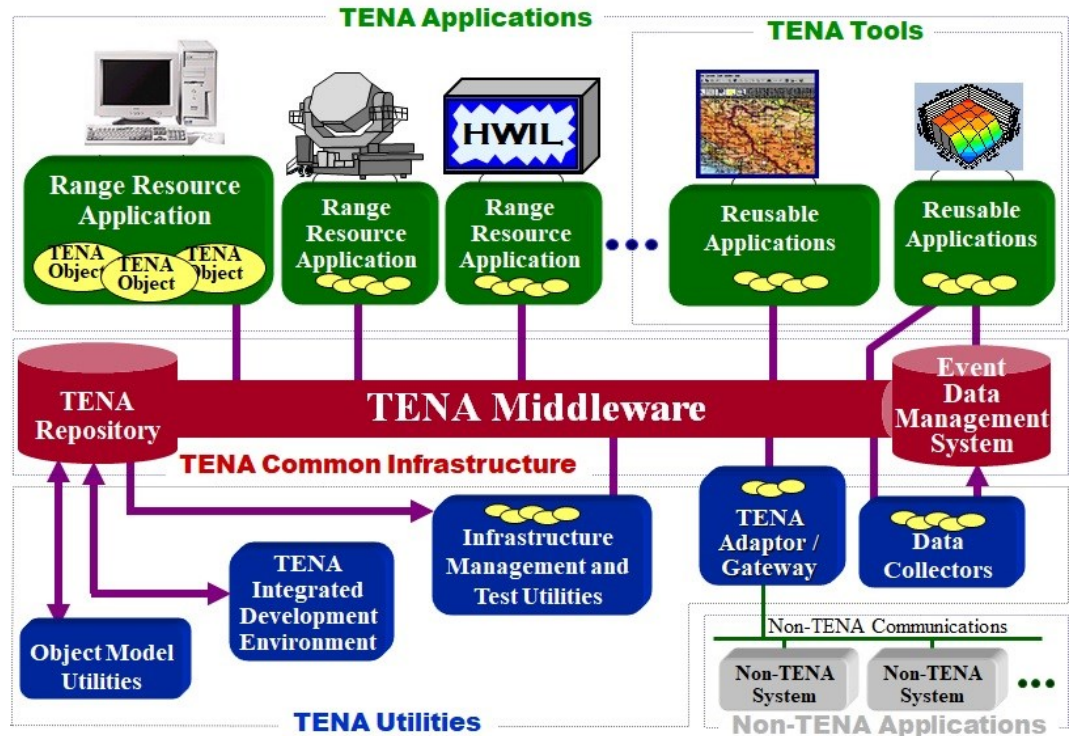 TENA Applications
TENA Tools
HWIL
Range Resource
Application
TENA
Object
TENA
Object
TENA
Object
Range
Resource
Application
Range
Resource
Application
Reusable
Applications
Reusable
Applications
TENA
Repository
TENA Middleware
Event
Data
Management
System
TENA Common Infrastructure
Object Model
Utilities
TENA
Integrated
Development
Environment
Infrastructure
Management and
Test Utilities
TENA
Adaptor /
Gateway
Data
Collectors
Non-TENA Communications
Non-TENA
System
Non-TENA
System
TENA Utilities
Non-TENA Applications